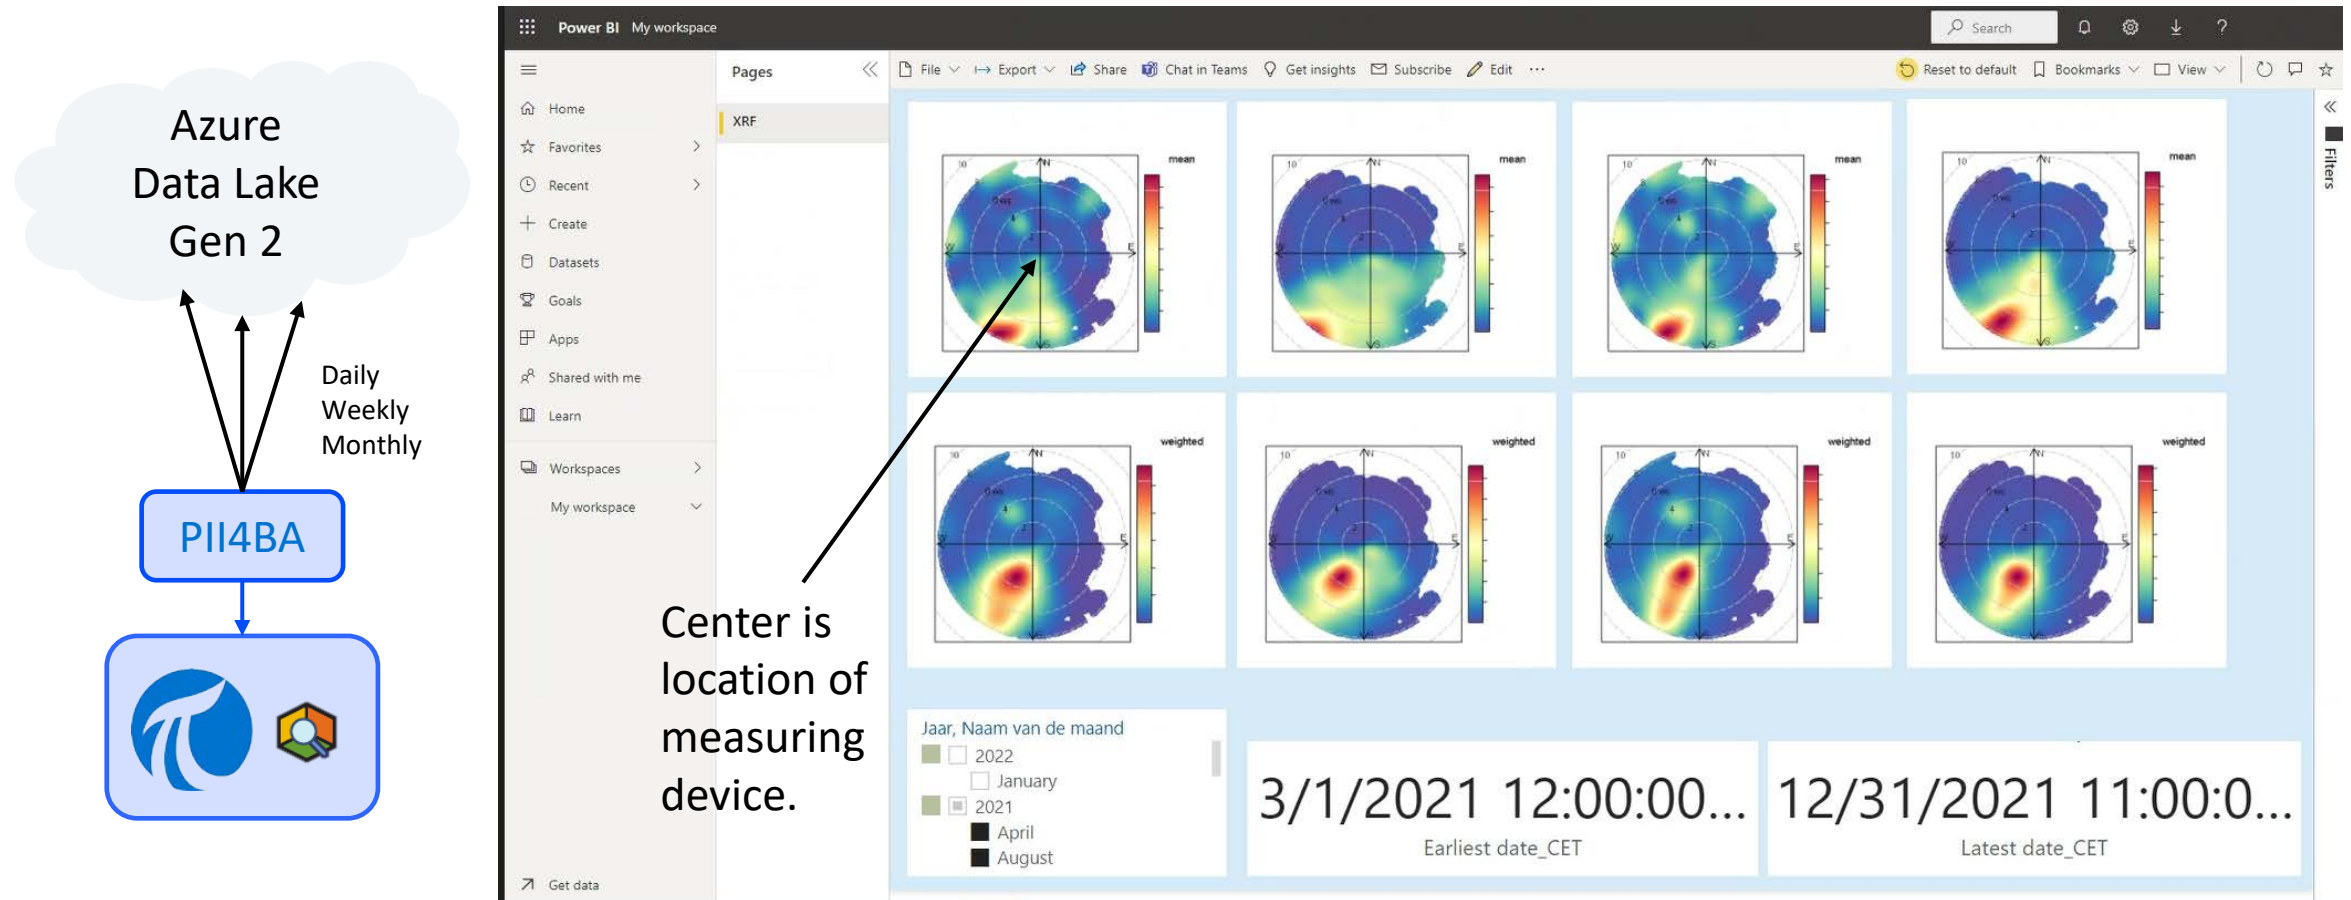 Azure
Data Lake
Gen 2
Daily
Weekly
Monthly
PII4BA
Power BI My workspace
Search
?
Pages
File Export Share Chat in Teams Get insights Subscribe Edit ...
Reset to default Bookmarks View
Home
Favorites
Recent
Create
Datasets
Goals
Apps
Shared with me
Learn
Workspaces
My workspace
Get data
XRF
Filters
mean
mean
mean
mean
weighted
weighted
weighted
weighted
Center is
location of
measuring
device.
Jaar, Naam van de maand
2022
January
2021
April
August
3/1/2021 12:00:00...
Earliest date_CET
12/31/2021 11:00:0...
Latest date_CET